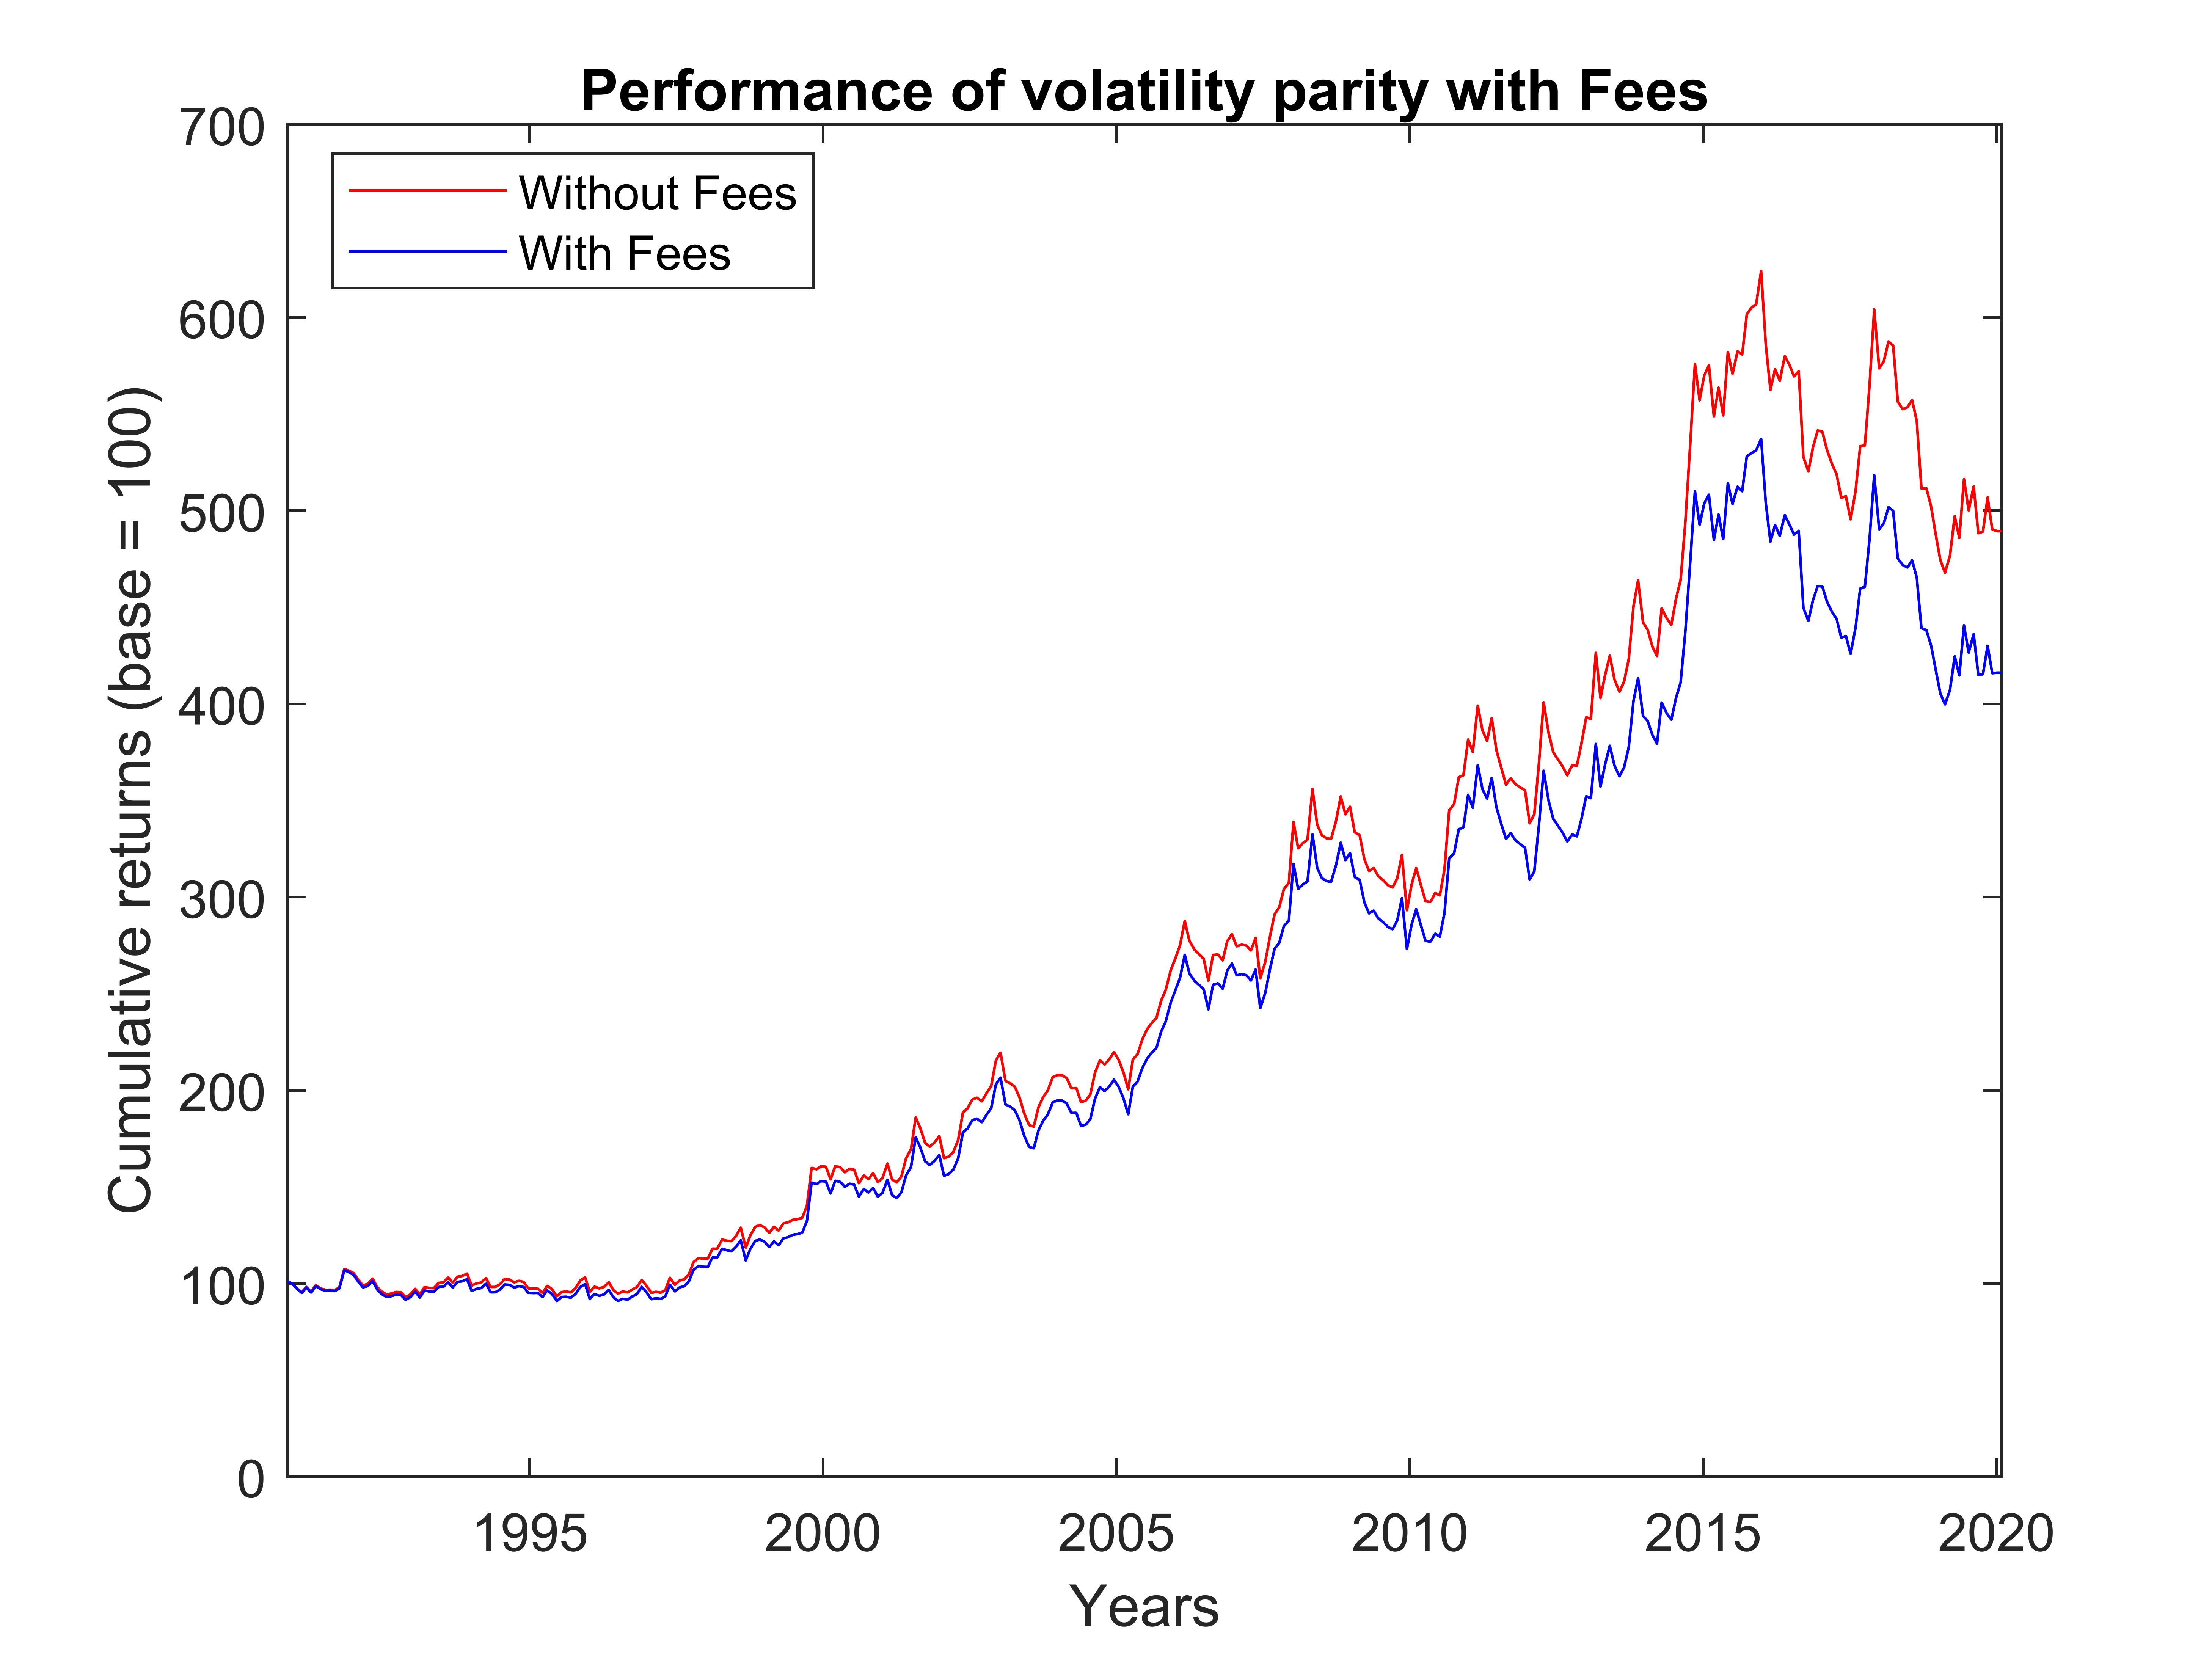 Performance of volatility parity with Fees
Without Fees
With Fees
Cumulative returns (base = 100)
700
600
500
400
300
200
100
0
1995 2000 2005 2010 2015 2020
Years